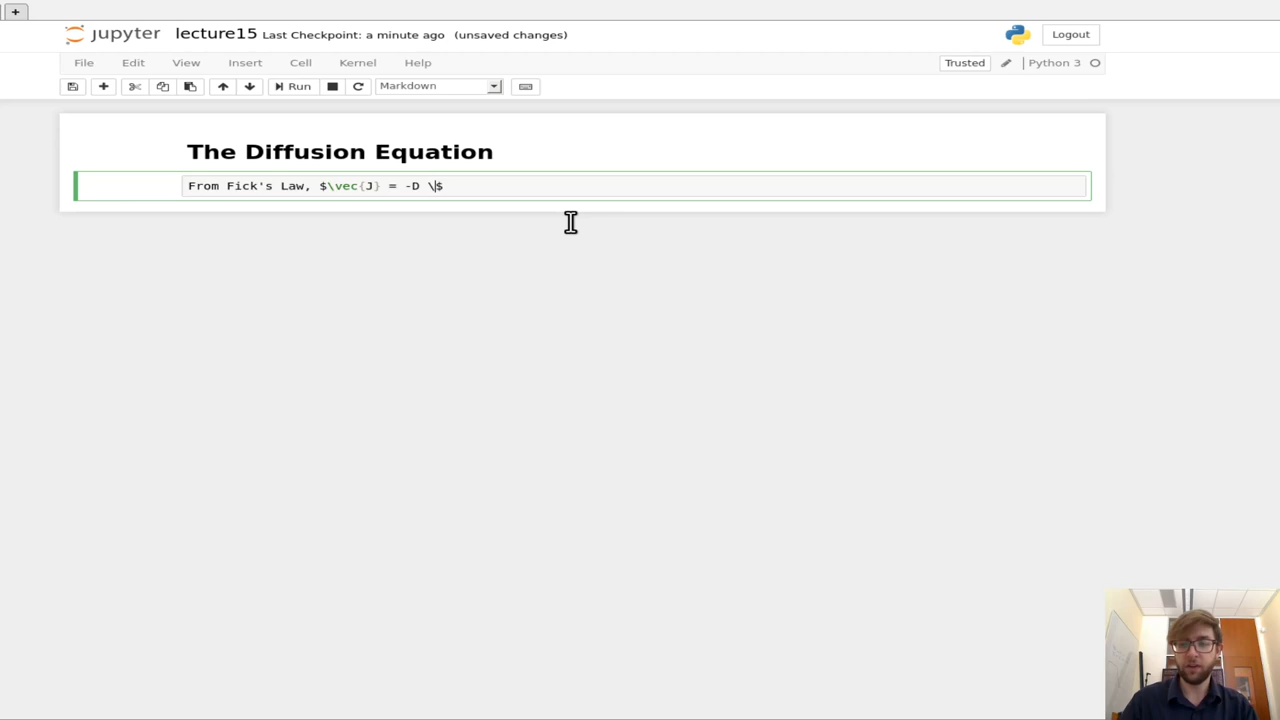 +
jupyter lecture15 Last Checkpoint: a minute ago (unsaved changes) Logout
File Edit View Insert Cell Kernel Help Trusted Python 3
Run Markdown
The Diffusion Equation
From Fick's Law, $\vec{J} = -D \$